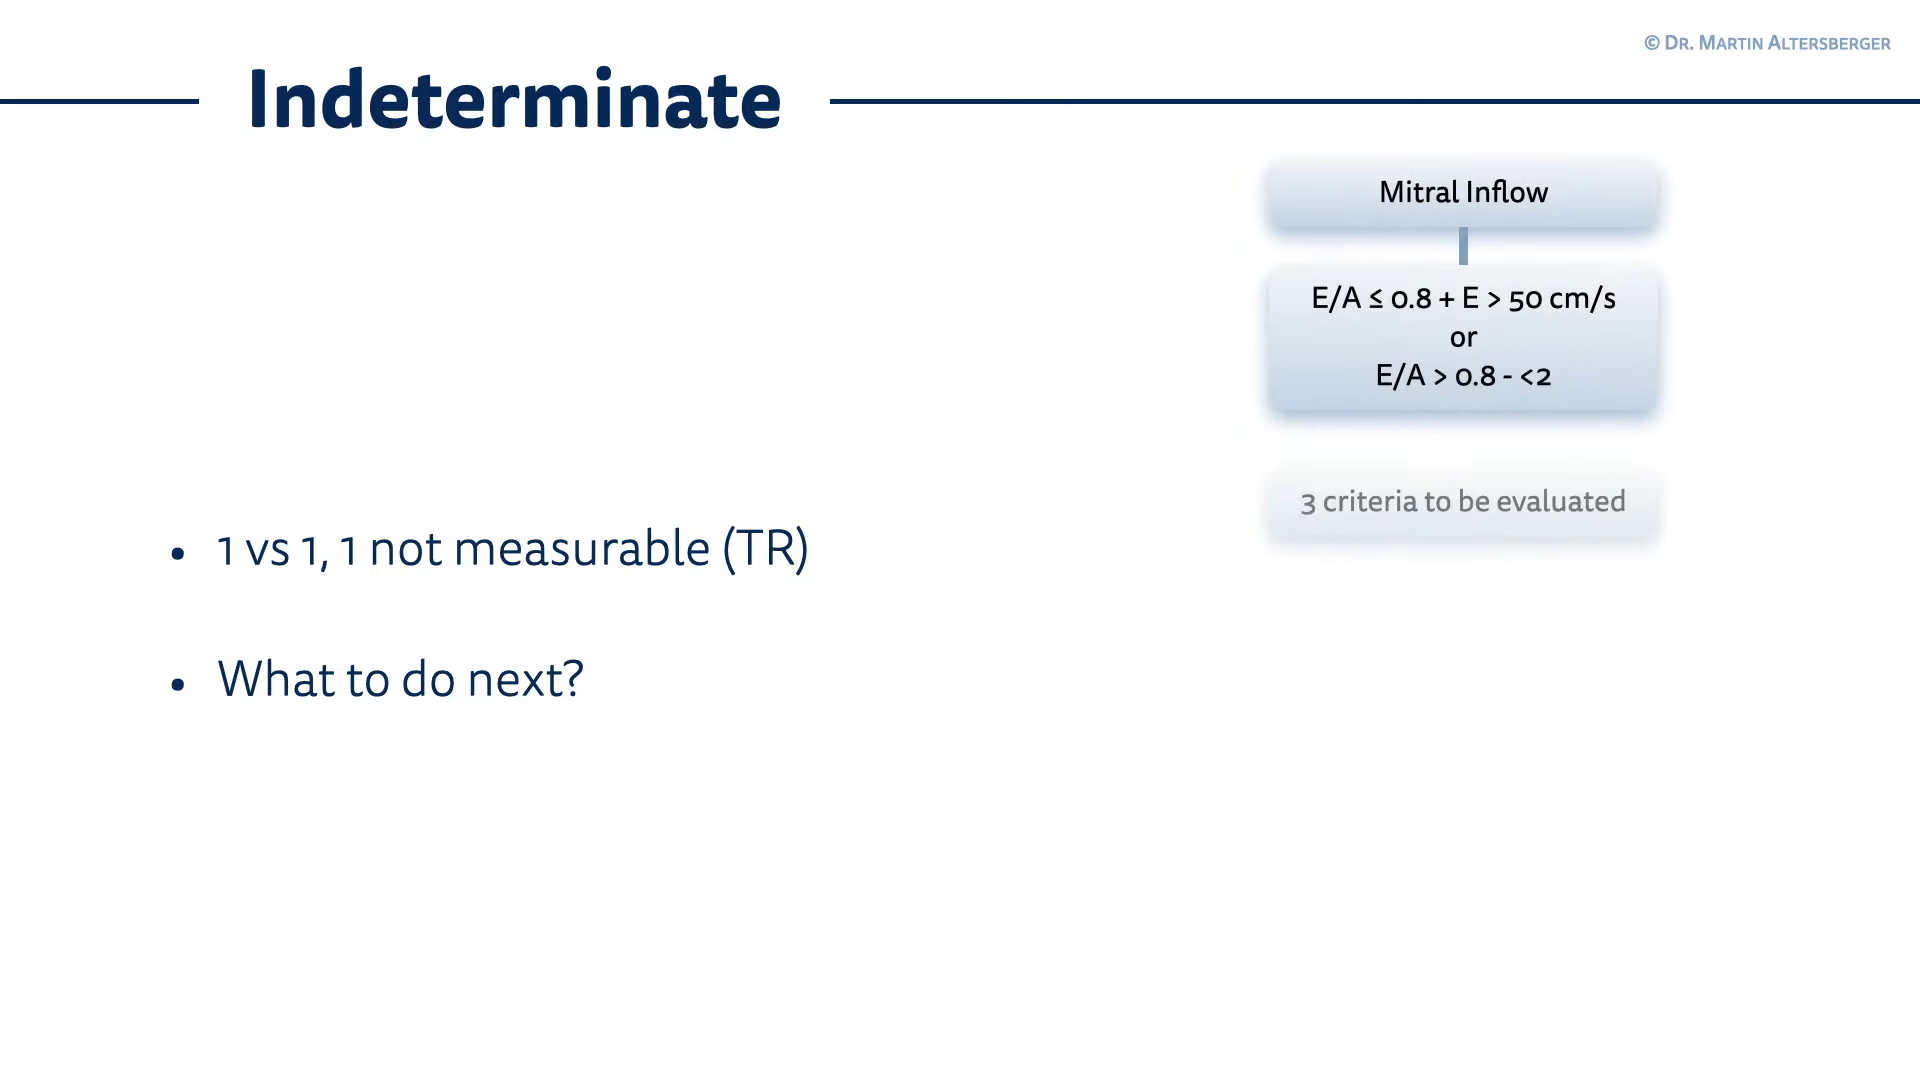 © Dr. Martin Altersberger
Indeterminate
Mitral Inflow
E/A ≤ 0.8 + E > 50 cm/s
or
E/A > 0.8 - <2
3 criteria to be evaluated
• 1 vs 1, 1 not measurable (TR)
• What to do next?